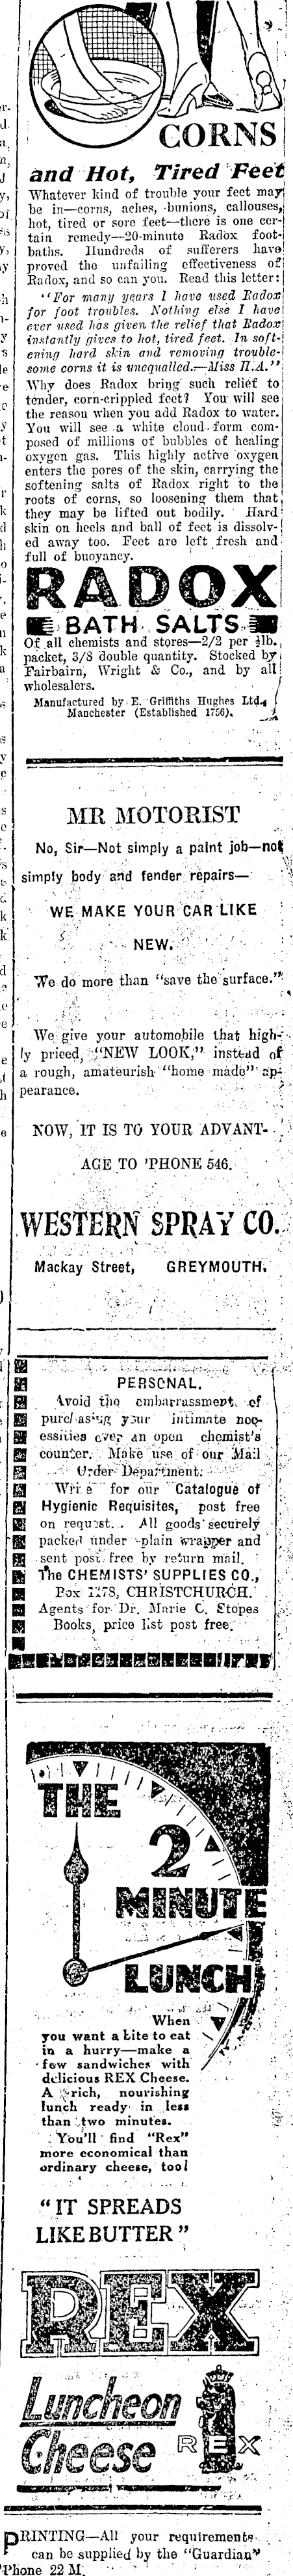 CORNS
and Hot, Tired Feet
Whatever kind of trouble your feet may
be in—corns, aches, bunions, callouses,
hot, tired or sore feet—there is one cer-
tain remedy—20-minute Radox foot-
baths. Hundreds of sufferers have
proved the unfailing effectiveness of
Radox, and so can you. Read this letter:
"For many years I have used Radox
for foot troubles. Nothing else I have
ever used has given the relief that Radox
instantly gives to hot, tired feet. In soft-
ening hard skin and removing trouble-
some corns it is unequalled.—Miss H.A."
Why does Radox bring such relief to
tender, corn-crippled feet? You will see
the reason when you add Radox to water.
You will see a white cloud form com-
posed of millions of bubbles of healing
oxygen gas. This highly active oxygen
enters the pores of the skin, carrying the
softening salts of Radox right to the
roots of corns, so loosening them that
they may be lifted out bodily. Hard
skin on heels and ball of feet is dissolv-
ed away too. Feet are left fresh and
full of buoyancy.
RADOX
BATH SALTS
Of all chemists and stores—2/2 per ½lb.
packet, 3/8 double quantity. Stocked by
Fairbairn, Wright & Co., and by all
wholesalers.
Manufactured by E. Griffiths Hughes Ltd.,
Manchester (Established 1756).
MR MOTORIST
No, Sir—Not simply a paint job—not
simply body and fender repairs—
WE MAKE YOUR CAR LIKE
NEW.
We do more than "save the surface."
We give your automobile that high-
ly priced, "NEW LOOK," instead of
a rough, amateurish "home made" ap-
pearance.
NOW, IT IS TO YOUR ADVANT-
AGE TO 'PHONE 546.
WESTERN SPRAY CO.
Mackay Street, GREYMOUTH.
PERSONAL.
Avoid the embarrassment of
purchasing your intimate nec-
essities over an open chemist's
counter. Make use of our Mail
Order Department.
Write for our Catalogue of
Hygienic Requisites, post free
on request. All goods securely
packed under plain wrapper and
sent post free by return mail.
The CHEMISTS' SUPPLIES CO.,
Box 1178, CHRISTCHURCH.
Agents for Dr. Marie C. Stopes
Books, price list post free.
THE
2
MINUTE
LUNCH
When
you want a bite to eat
in a hurry—make a
few sandwiches with
delicious REX Cheese.
A rich, nourishing
lunch ready in less
than two minutes.
You'll find "Rex"
more economical than
ordinary cheese, too!
"IT SPREADS
LIKE BUTTER"
REX
Luncheon
Cheese
REX
PRINTING—All your requirements
can be supplied by the "Guardian"
'Phone 22 M.